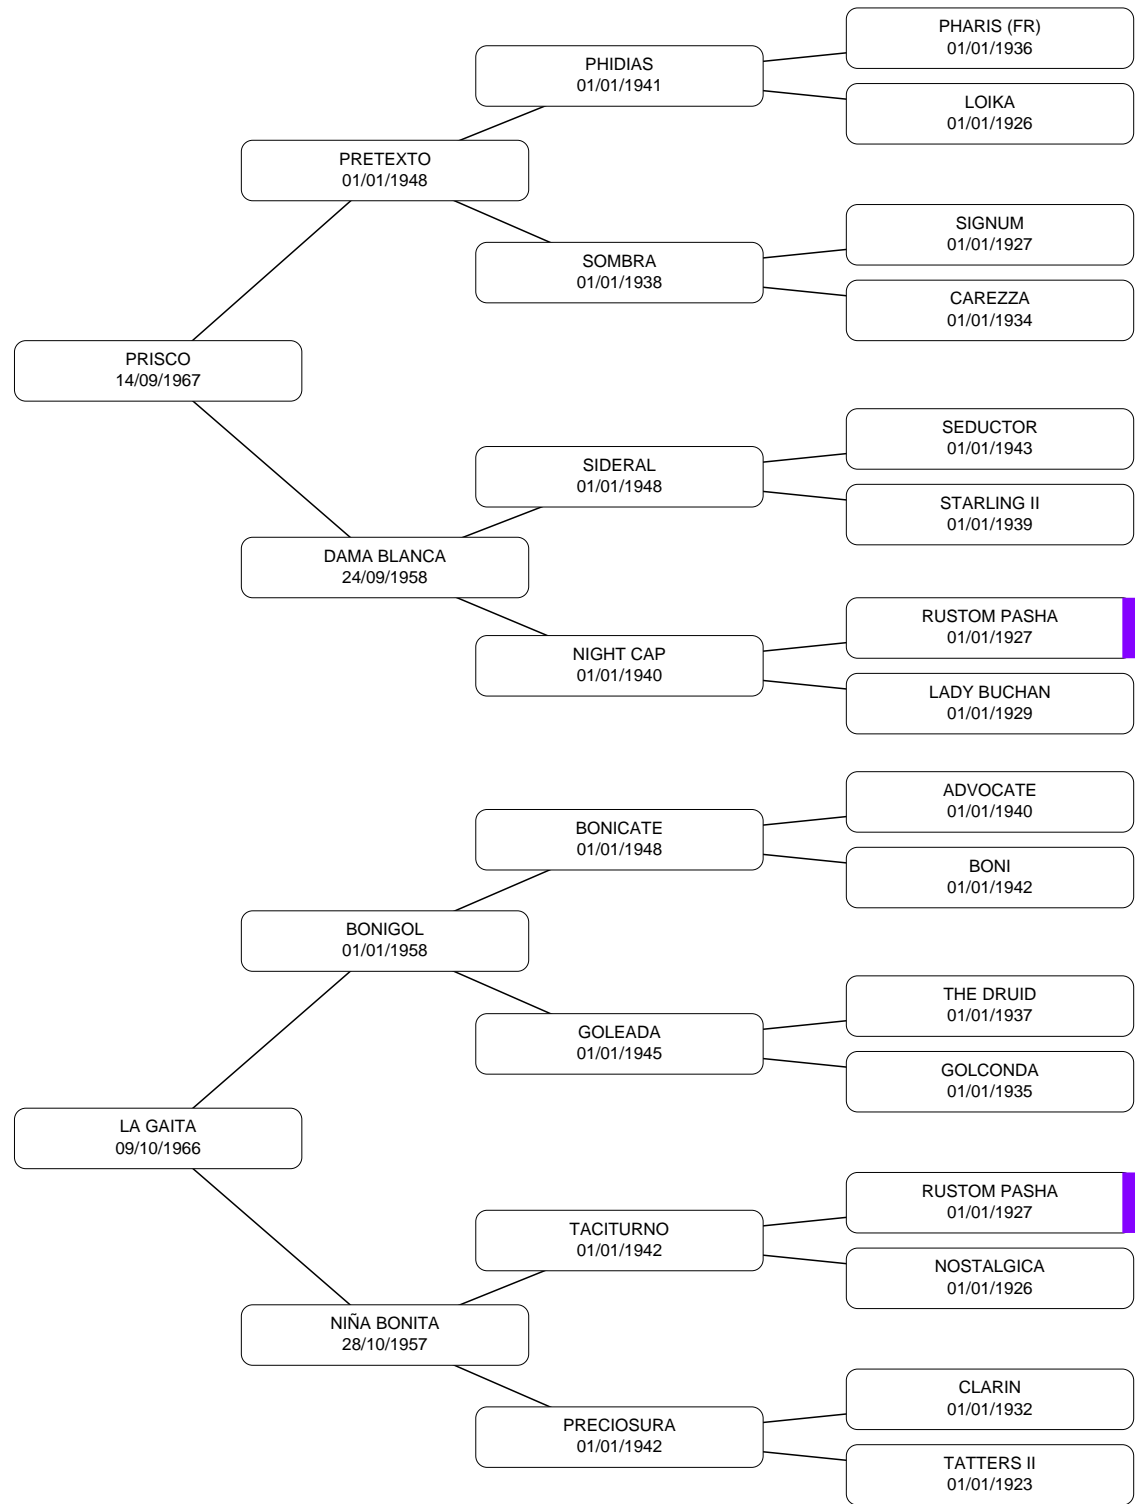 PHARIS (FR)
01/01/1936
PHIDIAS
01/01/1941
LOIKA
01/01/1926
PRETEXTO
01/01/1948
SIGNUM
01/01/1927
SOMBRA
01/01/1938
CAREZZA
01/01/1934
PRISCO
14/09/1967
SEDUCTOR
01/01/1943
SIDERAL
01/01/1948
STARLING II
01/01/1939
DAMA BLANCA
24/09/1958
RUSTOM PASHA
01/01/1927
NIGHT CAP
01/01/1940
LADY BUCHAN
01/01/1929
ADVOCATE
01/01/1940
BONICATE
01/01/1948
BONI
01/01/1942
BONIGOL
01/01/1958
THE DRUID
01/01/1937
GOLEADA
01/01/1945
GOLCONDA
01/01/1935
LA GAITA
09/10/1966
RUSTOM PASHA
01/01/1927
TACITURNO
01/01/1942
NOSTALGICA
01/01/1926
NIÑA BONITA
28/10/1957
CLARIN
01/01/1932
PRECIOSURA
01/01/1942
TATTERS II
01/01/1923